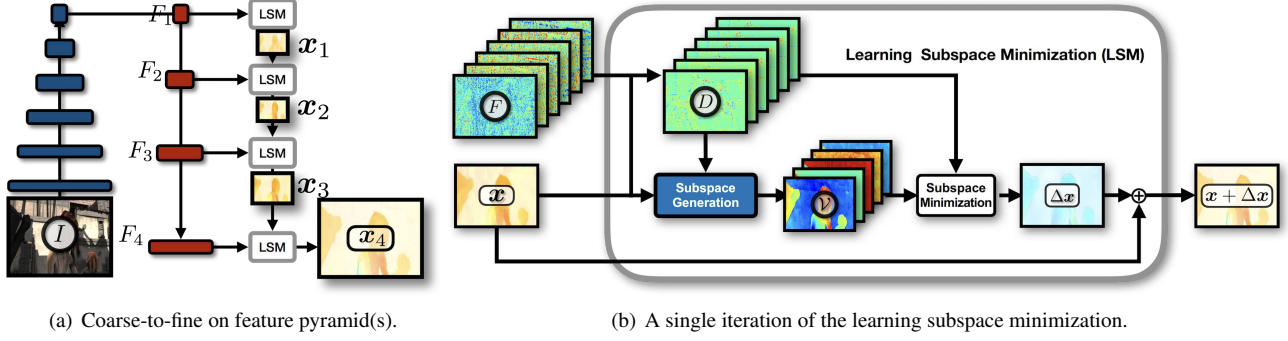 F₁
LSM
x₁
F₂
LSM
x₂
F₃
LSM
x₃
I
F₄
LSM
x₄
(a) Coarse-to-fine on feature pyramid(s).
Learning Subspace Minimization (LSM)
F
D
x
Subspace
Generation
𝒱
Subspace
Minimization
Δx
⊕
x + Δx
(b) A single iteration of the learning subspace minimization.